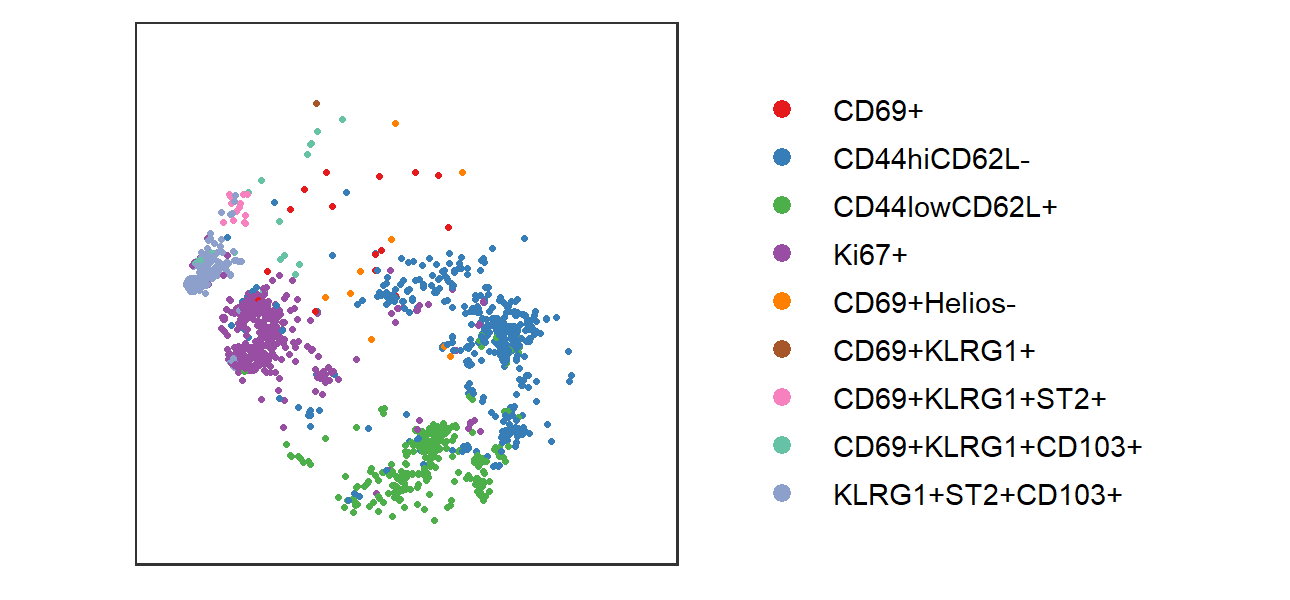 CD69+
CD44hiCD62L-
CD44lowCD62L+
Ki67+
CD69+Helios-
CD69+KLRG1+
CD69+KLRG1+ST2+
CD69+KLRG1+CD103+
KLRG1+ST2+CD103+